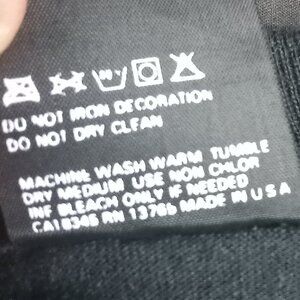 DO NOT IRON DECORATION
DO NOT DRY CLEAN
MACHINE WASH WARM TUMBLE
DRY MEDIUM USE NON CHLOR
INE BLEACH ONLY IF NEEDED
CA18346 RN 13765 MADE IN U S A